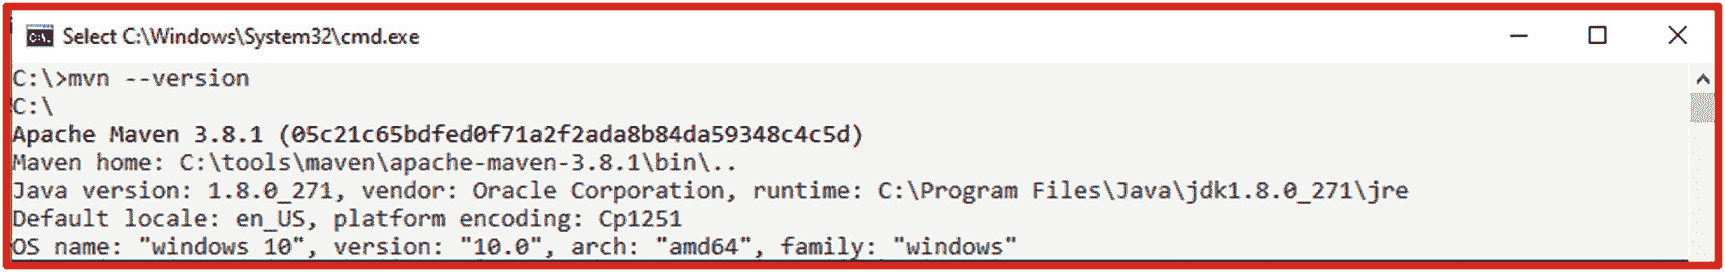 Select C:\Windows\System32\cmd.exe
C:\>mvn --version
C:\
Apache Maven 3.8.1 (05c21c65bdfed0f71a2f2ada8b84da59348c4c5d)
Maven home: C:\tools\maven\apache-maven-3.8.1\bin\..
Java version: 1.8.0_271, vendor: Oracle Corporation, runtime: C:\Program Files\Java\jdk1.8.0_271\jre
Default locale: en_US, platform encoding: Cp1251
OS name: "windows 10", version: "10.0", arch: "amd64", family: "windows"